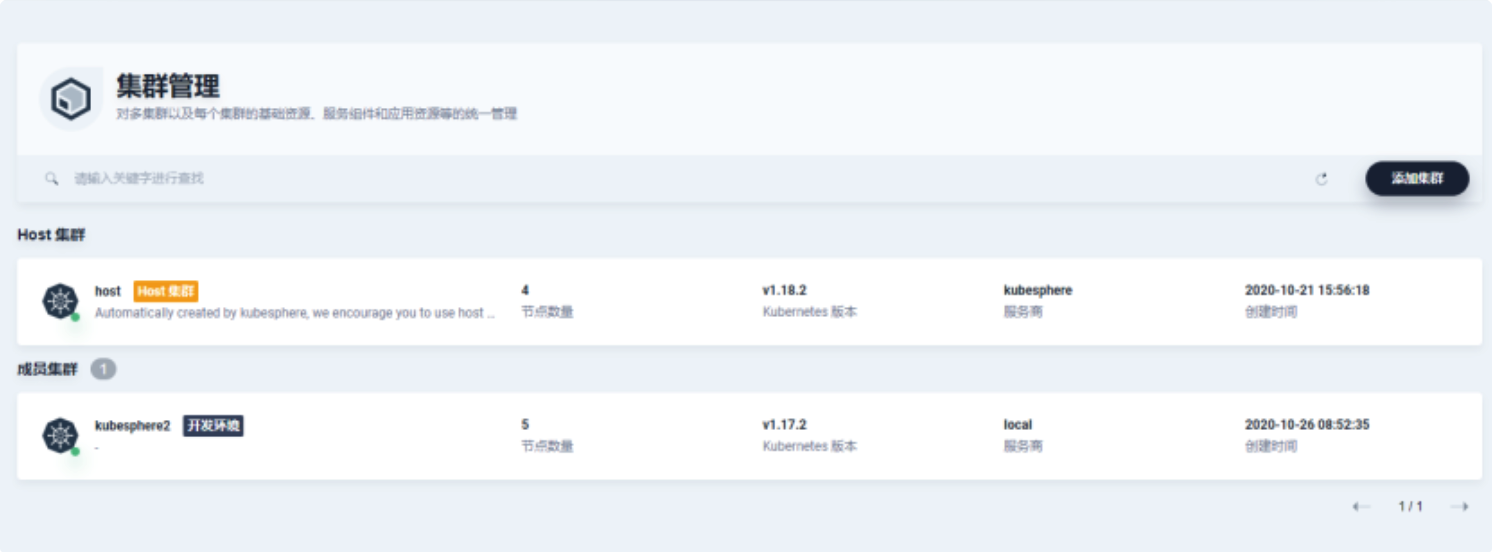 集群管理
对多集群以及每个集群的基础资源、服务组件和应用资源等的统一管理
请输入关键字进行查找
添加集群
Host 集群
host Host 集群 4 v1.18.2 kubesphere 2020-10-21 15:56:18
Automatically created by kubesphere, we encourage you to use host ... 节点数量 Kubernetes 版本 服务商 创建时间
成员集群 1
kubesphere2 开发环境 5 v1.17.2 local 2020-10-26 08:52:35
- 节点数量 Kubernetes 版本 服务商 创建时间
1 / 1